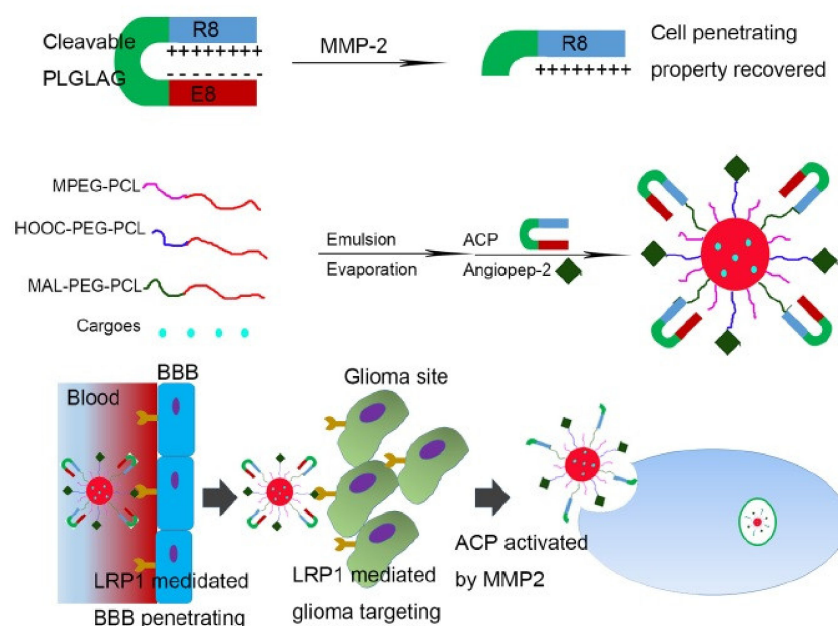 Cleavable
PLGLAG
R8
++++++++
--------
E8
MMP-2
R8
++++++++
Cell penetrating
property recovered
MPEG-PCL
HOOC-PEG-PCL
MAL-PEG-PCL
Cargoes
Emulsion
Evaporation
ACP
Angiopep-2
Blood
BBB
LRP1 medidated
BBB penetrating
Glioma site
LRP1 mediated
glioma targeting
ACP activated
by MMP2